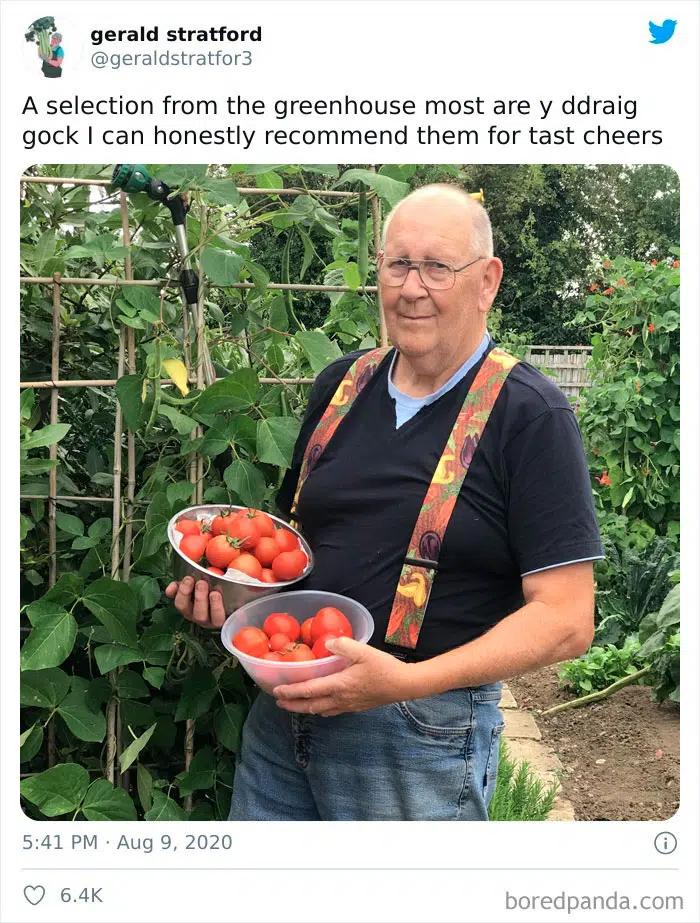 gerald stratford
@geraldstratfor3
A selection from the greenhouse most are y ddraig
gock I can honestly recommend them for tast cheers
5:41 PM · Aug 9, 2020
6.4K
boredpanda.com